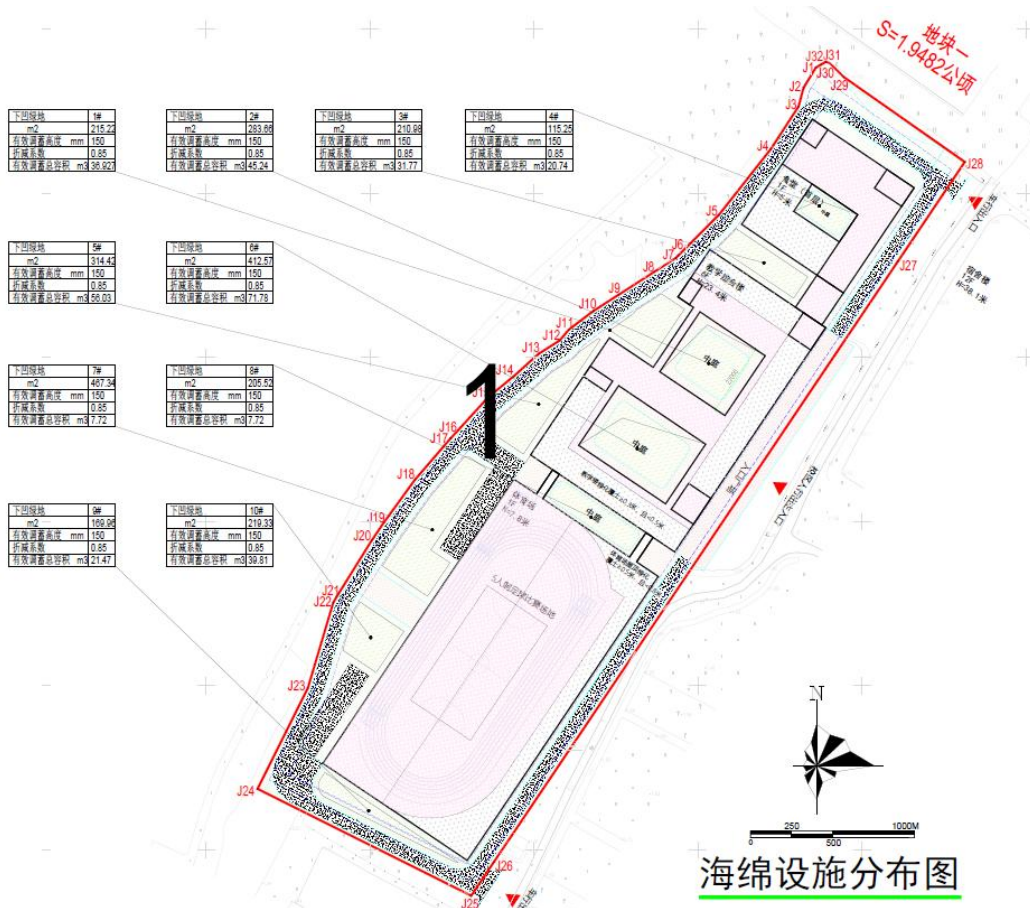 地块一
S=1.9482公顷
J32
J31
J1
J30
J2
J29
J3
J28
J4
J5
J6
J7
J8
J27
J9
J10
J11
J12
J13
J14
J16
J17
J18
J19
J20
J21
J22
J23
J24
J26
J25
下凹绿地 1#
m2 215.22
有效调蓄高度 mm 150
折减系数 0.85
有效调蓄总容积 m3 36.927
下凹绿地 2#
m2 283.66
有效调蓄高度 mm 150
折减系数 0.85
有效调蓄总容积 m3 45.24
下凹绿地 3#
m2 210.98
有效调蓄高度 mm 150
折减系数 0.85
有效调蓄总容积 m3 31.77
下凹绿地 4#
m2 115.25
有效调蓄高度 mm 150
折减系数 0.85
有效调蓄总容积 m3 20.74
下凹绿地 5#
m2 314.42
有效调蓄高度 mm 150
折减系数 0.85
有效调蓄总容积 m3 56.03
下凹绿地 6#
m2 412.57
有效调蓄高度 mm 150
折减系数 0.85
有效调蓄总容积 m3 71.78
下凹绿地 7#
m2 467.34
有效调蓄高度 mm 150
折减系数 0.85
有效调蓄总容积 m3 7.72
下凹绿地 8#
m2 205.52
有效调蓄高度 mm 150
折减系数 0.85
有效调蓄总容积 m3 7.72
下凹绿地 9#
m2 169.96
有效调蓄高度 mm 150
折减系数 0.85
有效调蓄总容积 m3 21.47
下凹绿地 10#
m2 219.33
有效调蓄高度 mm 150
折减系数 0.85
有效调蓄总容积 m3 39.81
1
教学综合楼
H=23.4米
中庭
中庭
中庭
宿舍楼
12F
H=38.1米
入口广场
体育场
1F
5人制足球比赛场地
N
250
1000M
0
500
海绵设施分布图